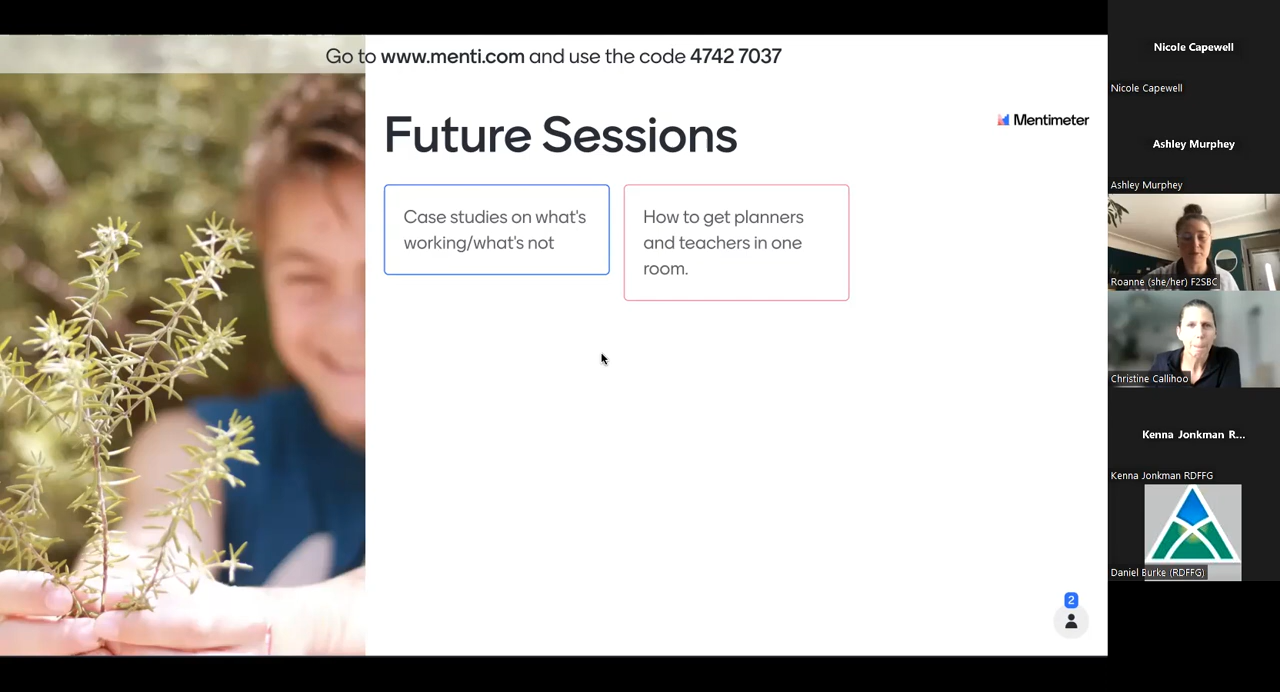 Go to www.menti.com and use the code 4742 7037
Mentimeter
Future Sessions
Case studies on what's
working/what's not
How to get planners
and teachers in one
room.
2
Nicole Capewell
Nicole Capewell
Ashley Murphey
Ashley Murphey
Roanne (she/her) F2SBC
Christine Callihoo
Kenna Jonkman R...
Kenna Jonkman RDFFG
Daniel Burke (RDFFG)